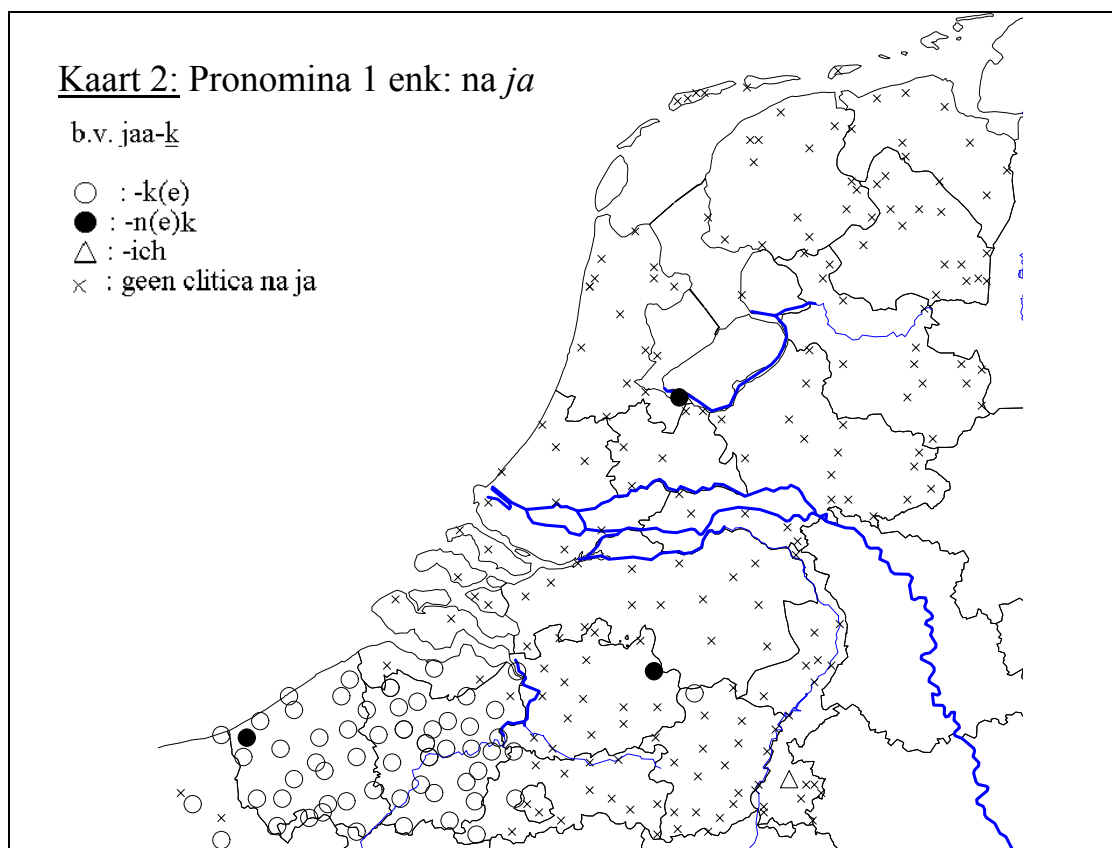 Kaart 2: Pronomina 1 enk: na ja
b.v. jaa-k
○ : -k(e)
● : -n(e)k
△ : -ich
× : geen clitica na ja